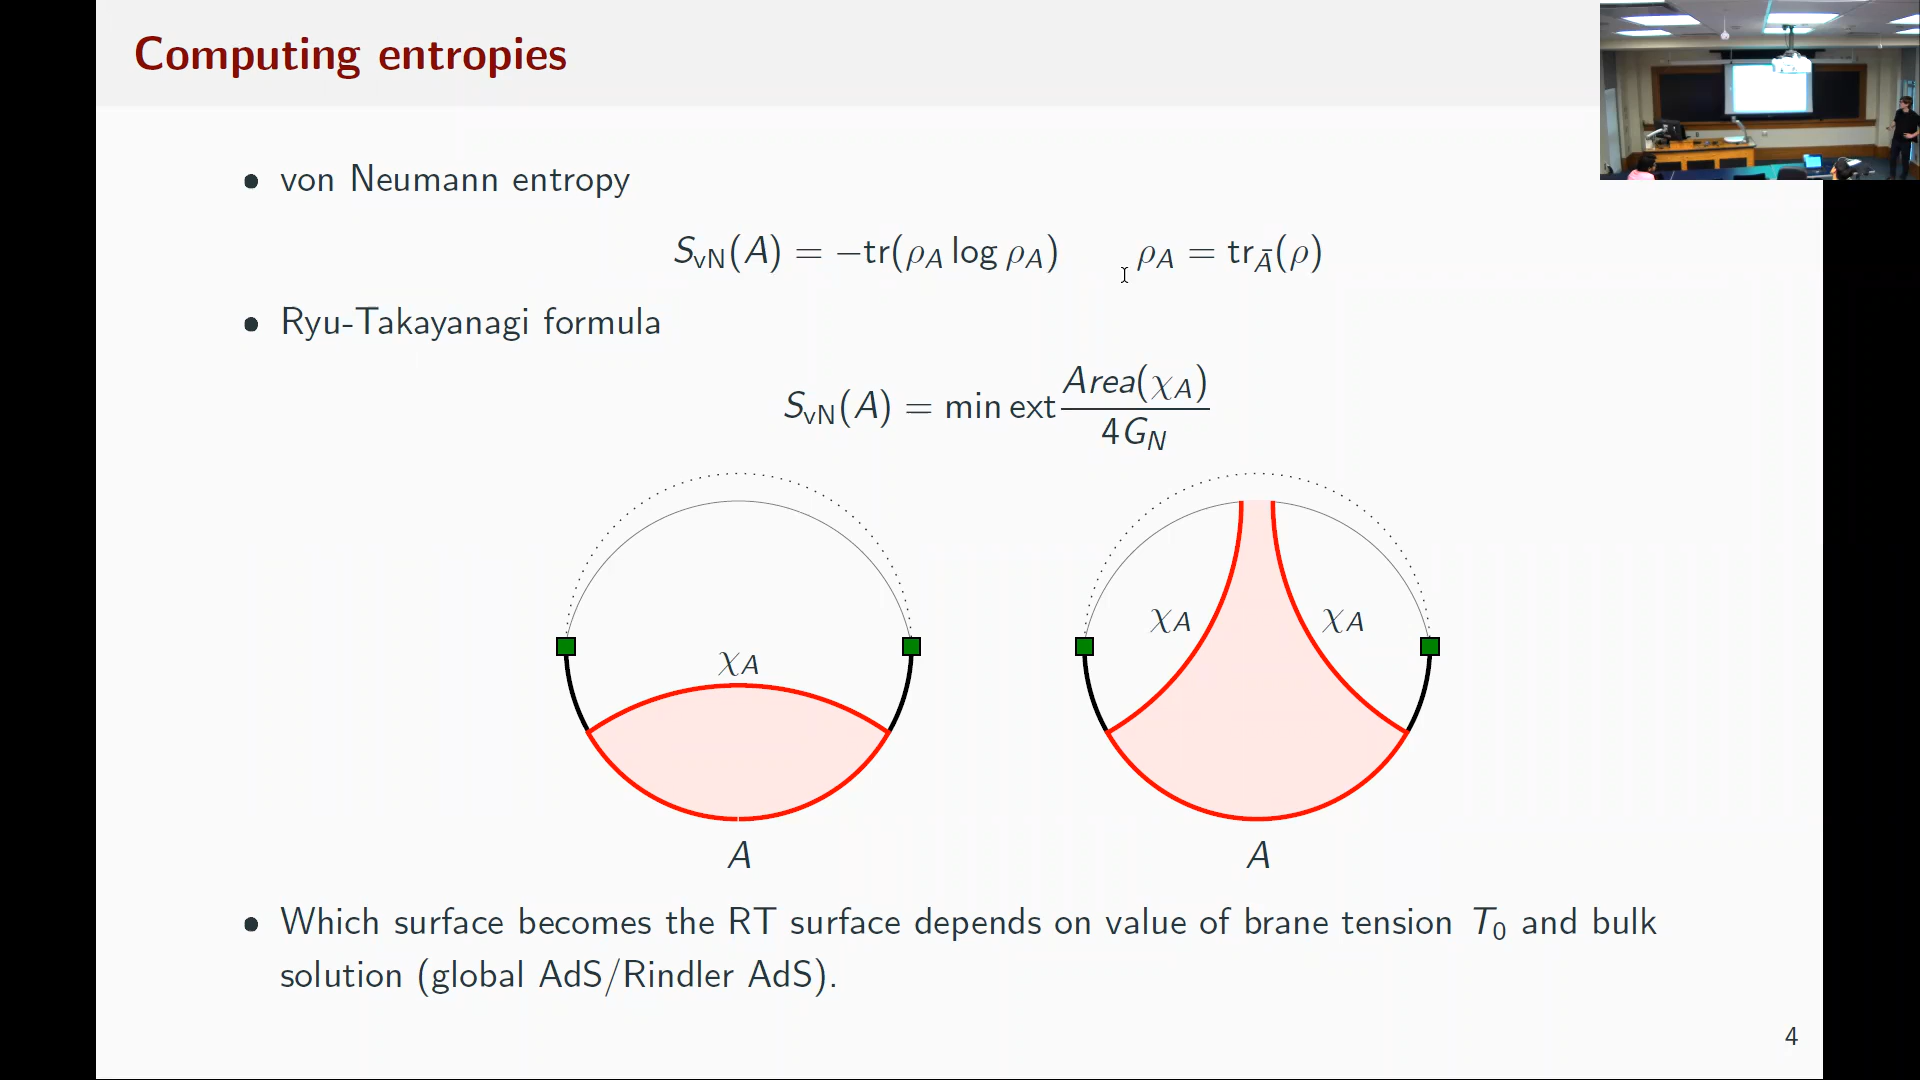 Computing entropies
• von Neumann entropy
S_vN(A) = −tr(ρ_A log ρ_A) ρ_A = tr_Ā(ρ)
• Ryu-Takayanagi formula
S_vN(A) = min ext Area(χ_A) / 4G_N
χ_A
χ_A χ_A
A A
• Which surface becomes the RT surface depends on value of brane tension T_0 and bulk
solution (global AdS/Rindler AdS).
4